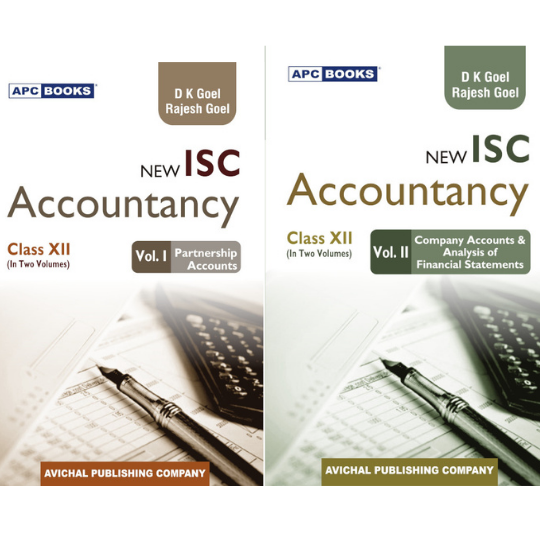 APC BOOKS
D K Goel
Rajesh Goel
NEW ISC
Accountancy
Class XII
(In Two Volumes)
Vol. I
Partnership
Accounts
AVICHAL PUBLISHING COMPANY
APC BOOKS
D K Goel
Rajesh Goel
NEW ISC
Accountancy
Class XII
(In Two Volumes)
Vol. II
Company Accounts &
Analysis of
Financial Statements
AVICHAL PUBLISHING COMPANY